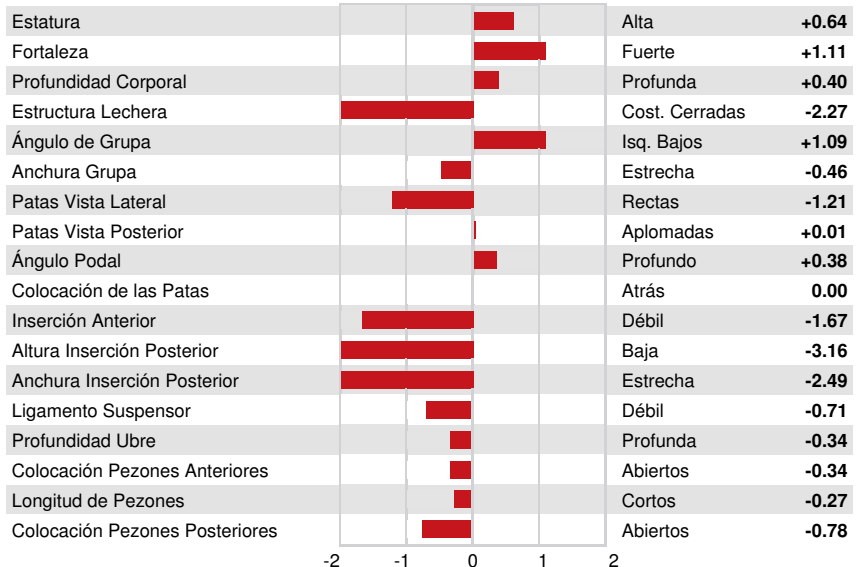 Estatura Alta +0.64
Fortaleza Fuerte +1.11
Profundidad Corporal Profunda +0.40
Estructura Lechera Cost. Cerradas -2.27
Ángulo de Grupa Isq. Bajos +1.09
Anchura Grupa Estrecha -0.46
Patas Vista Lateral Rectas -1.21
Patas Vista Posterior Aplomadas +0.01
Ángulo Podal Profundo +0.38
Colocación de las Patas Atrás 0.00
Inserción Anterior Débil -1.67
Altura Inserción Posterior Baja -3.16
Anchura Inserción Posterior Estrecha -2.49
Ligamento Suspensor Débil -0.71
Profundidad Ubre Profunda -0.34
Colocación Pezones Anteriores Abiertos -0.34
Longitud de Pezones Cortos -0.27
Colocación Pezones Posteriores Abiertos -0.78
-2 -1 0 1 2